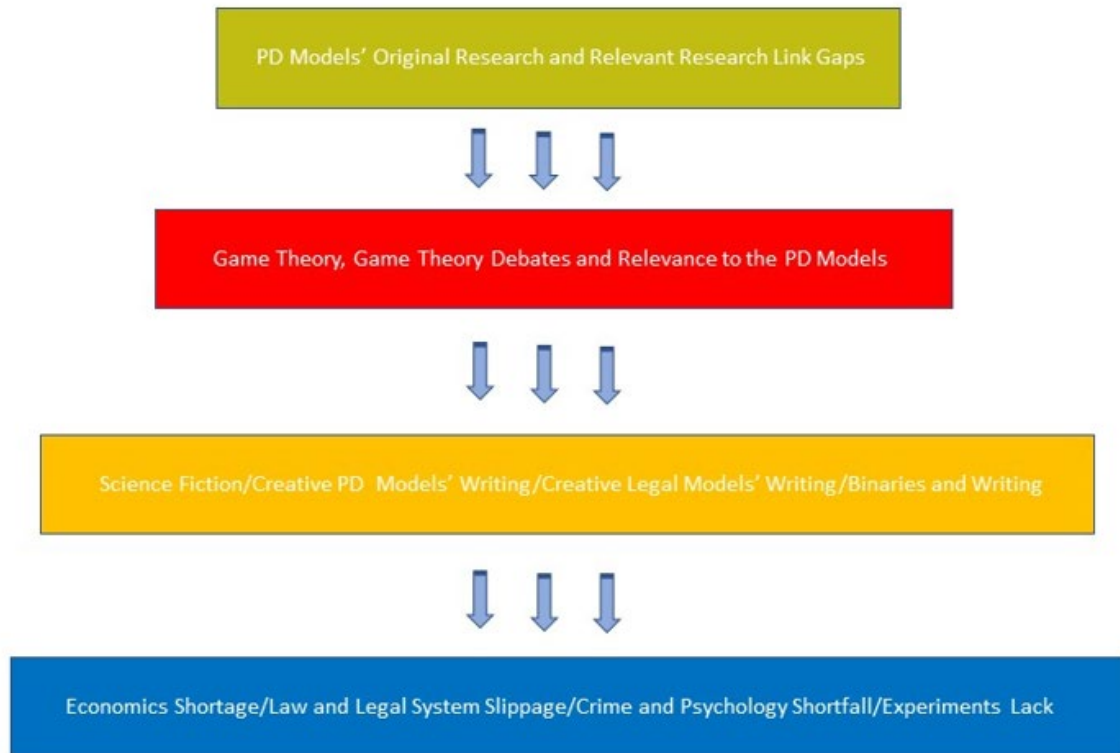 PD Models’ Original Research and Relevant Research Link Gaps
Game Theory, Game Theory Debates and Relevance to the PD Models
Science Fiction/Creative PD Models’ Writing/Creative Legal Models’ Writing/Binaries and Writing
Economics Shortage/Law and Legal System Slippage/Crime and Psychology Shortfall/Experiments Lack